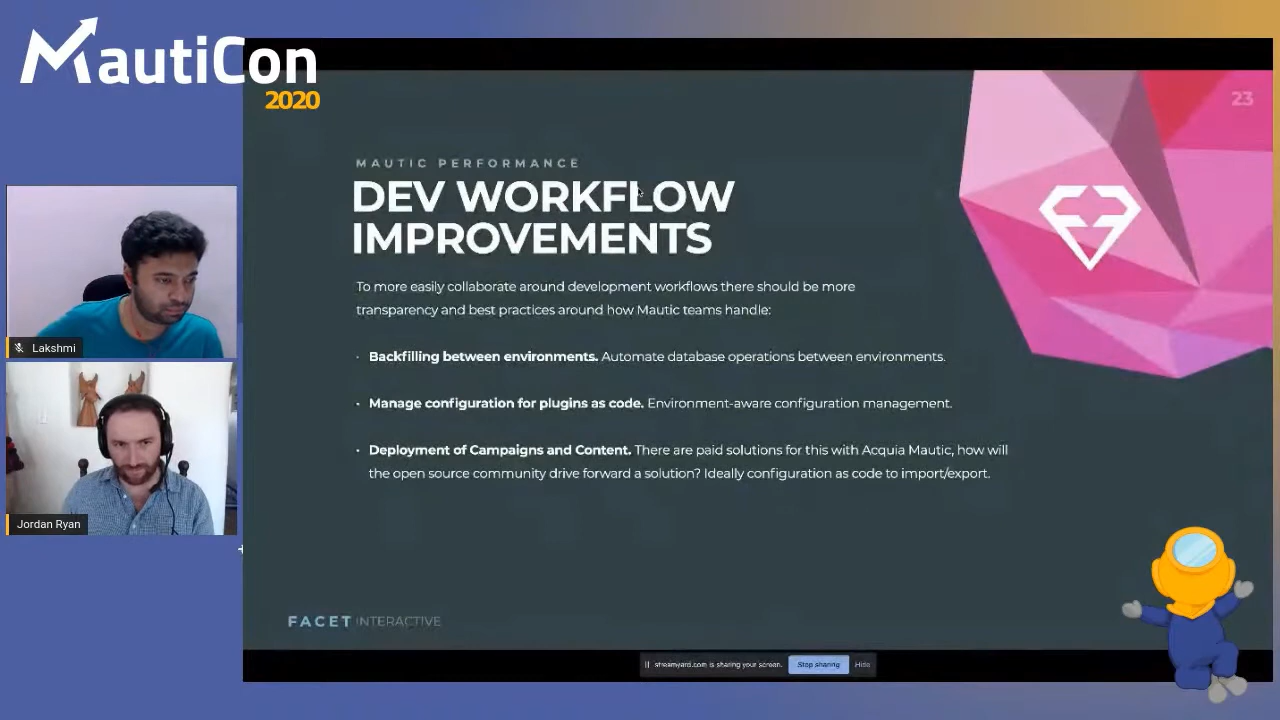 MautiCon
2020
23
MAUTIC PERFORMANCE
DEV WORKFLOW
IMPROVEMENTS
To more easily collaborate around development workflows there should be more
transparency and best practices around how Mautic teams handle:
· Backfilling between environments. Automate database operations between environments.
· Manage configuration for plugins as code. Environment-aware configuration management.
· Deployment of Campaigns and Content. There are paid solutions for this with Acquia Mautic, how will
the open source community drive forward a solution? Ideally configuration as code to import/export.
Lakshmi
Jordan Ryan
FACET INTERACTIVE
streamyard.com is sharing your screen. Stop sharing Hide